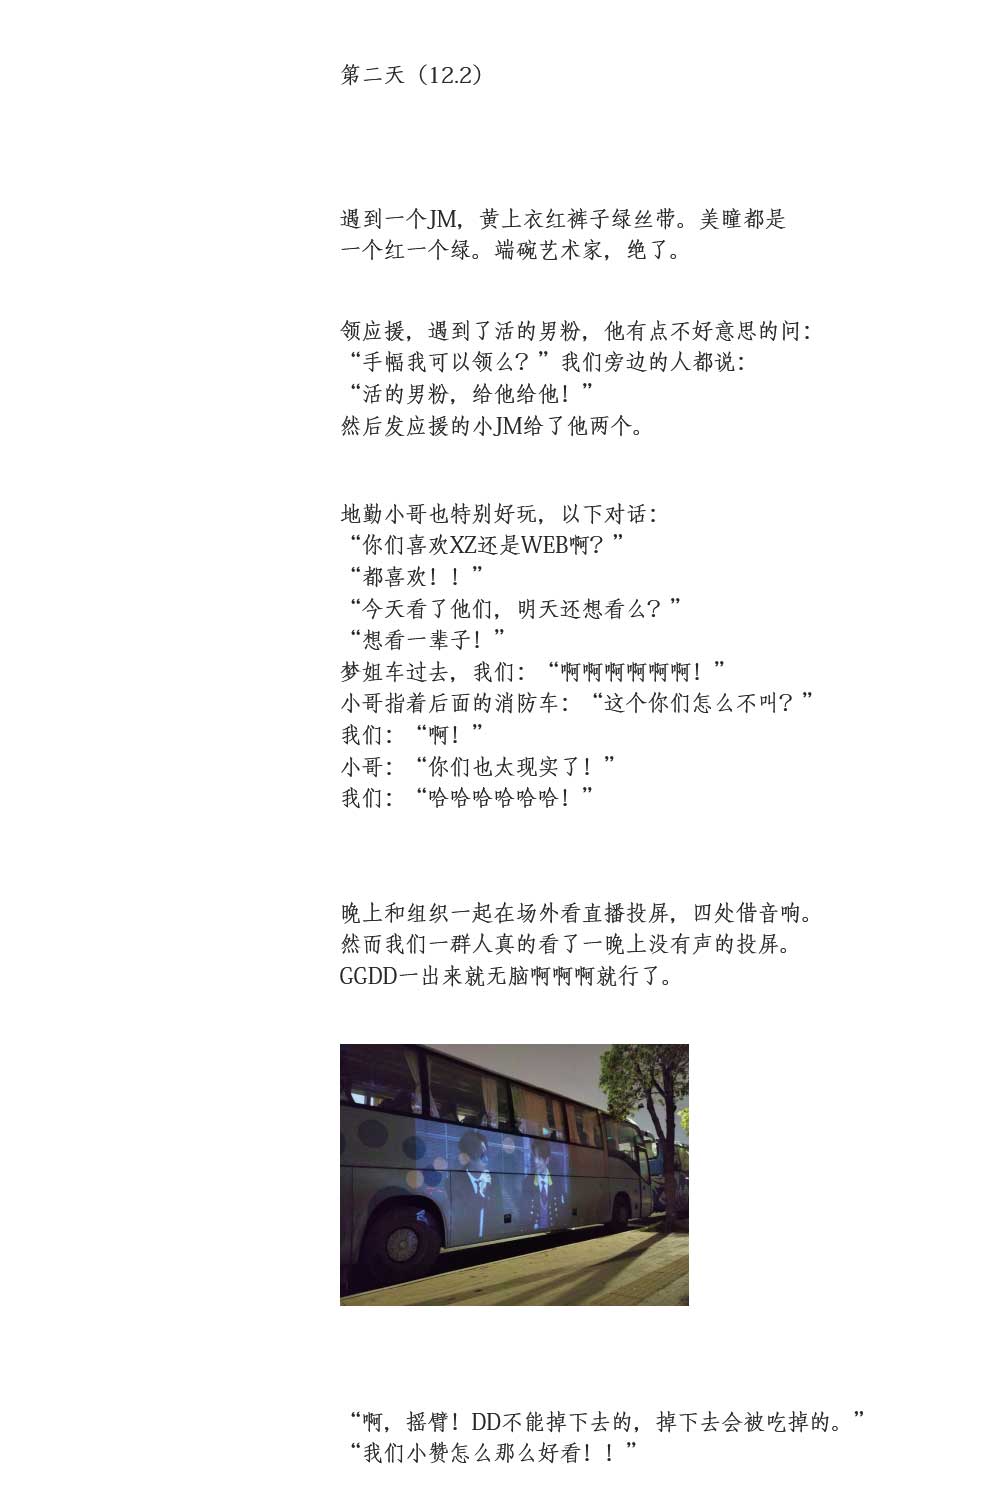 第二天（12.2）
遇到一个JM，黄上衣红裤子绿丝带。美瞳都是
一个红一个绿。端碗艺术家，绝了。
领应援，遇到了活的男粉，他有点不好意思的问：
“手幅我可以领么？”我们旁边的人都说：
“活的男粉，给他给他！”
然后发应援的小JM给了他两个。
地勤小哥也特别好玩，以下对话：
“你们喜欢XZ还是WEB啊？”
“都喜欢！！”
“今天看了他们，明天还想看么？”
“想看一辈子！”
梦姐车过去，我们：“啊啊啊啊啊啊！”
小哥指着后面的消防车：“这个你们怎么不叫？”
我们：“啊！”
小哥：“你们也太现实了！”
我们：“哈哈哈哈哈哈！”
晚上和组织一起在场外看直播投屏，四处借音响。
然而我们一群人真的看了一晚上没有声的投屏。
GGDD一出来就无脑啊啊啊就行了。
“啊，摇臂！DD不能掉下去的，掉下去会被吃掉的。”
“我们小赞怎么那么好看！！”